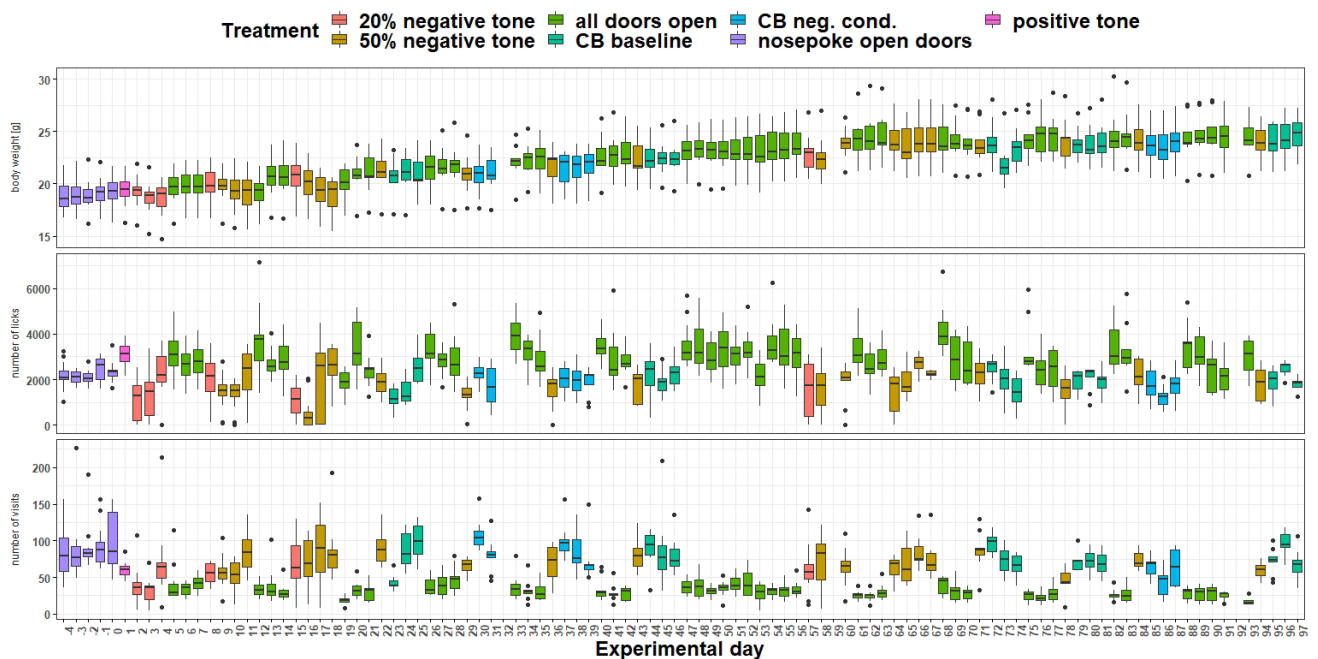 Treatment
20% negative tone all doors open CB neg. cond. positive tone
50% negative tone CB baseline nosepoke open doors
body weight [g]
30
25
20
15
number of licks
6000
4000
2000
0
number of visits
200
150
100
50
0
-4 -3 -2 -1 0 1 2 3 4 5 6 7 8 9 10 11 12 13 14 15 16 17 18 19 20 21 22 23 24 25 26 27 28 29 30 31 32 33 34 35 36 37 38 39 40 41 42 43 44 45 46 47 48 49 50 51 52 53 54 55 56 57 58 59 60 61 62 63 64 65 66 67 68 69 70 71 72 73 74 75 76 77 78 79 80 81 82 83 84 85 86 87 88 89 90 91 92 93 94 95 96 97
Experimental day